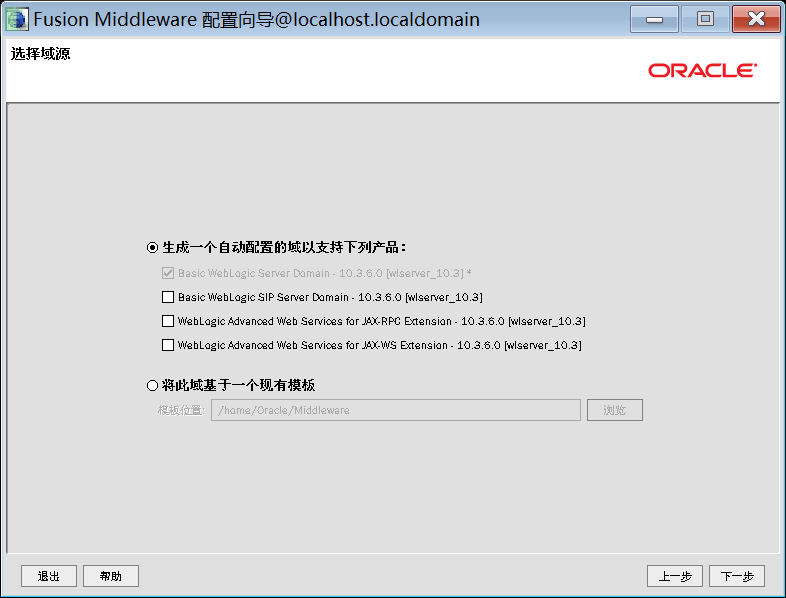 Fusion Middleware 配置向导@localhost.localdomain
选择域源
ORACLE
生成一个自动配置的域以支持下列产品：
Basic WebLogic Server Domain - 10.3.6.0 [wlserver_10.3] *
Basic WebLogic SIP Server Domain - 10.3.6.0 [wlserver_10.3]
WebLogic Advanced Web Services for JAX-RPC Extension - 10.3.6.0 [wlserver_10.3]
WebLogic Advanced Web Services for JAX-WS Extension - 10.3.6.0 [wlserver_10.3]
将此域基于一个现有模板
模板位置: /home/Oracle/Middleware 浏览
退出 帮助 上一步 下一步